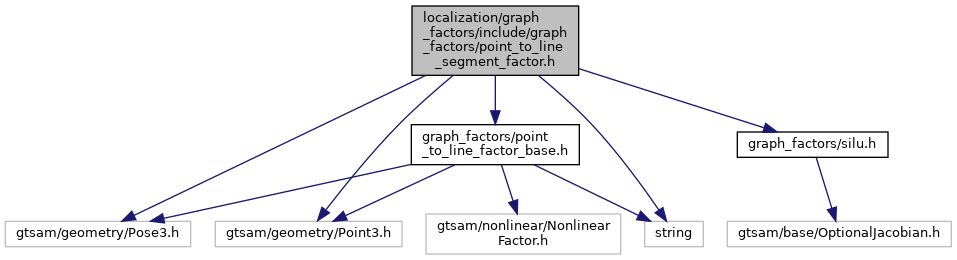 localization/graph
_factors/include/graph
_factors/point_to_line
_segment_factor.h
graph_factors/point
_to_line_factor_base.h
graph_factors/silu.h
gtsam/geometry/Pose3.h
gtsam/geometry/Point3.h
gtsam/nonlinear/Nonlinear
Factor.h
string
gtsam/base/OptionalJacobian.h